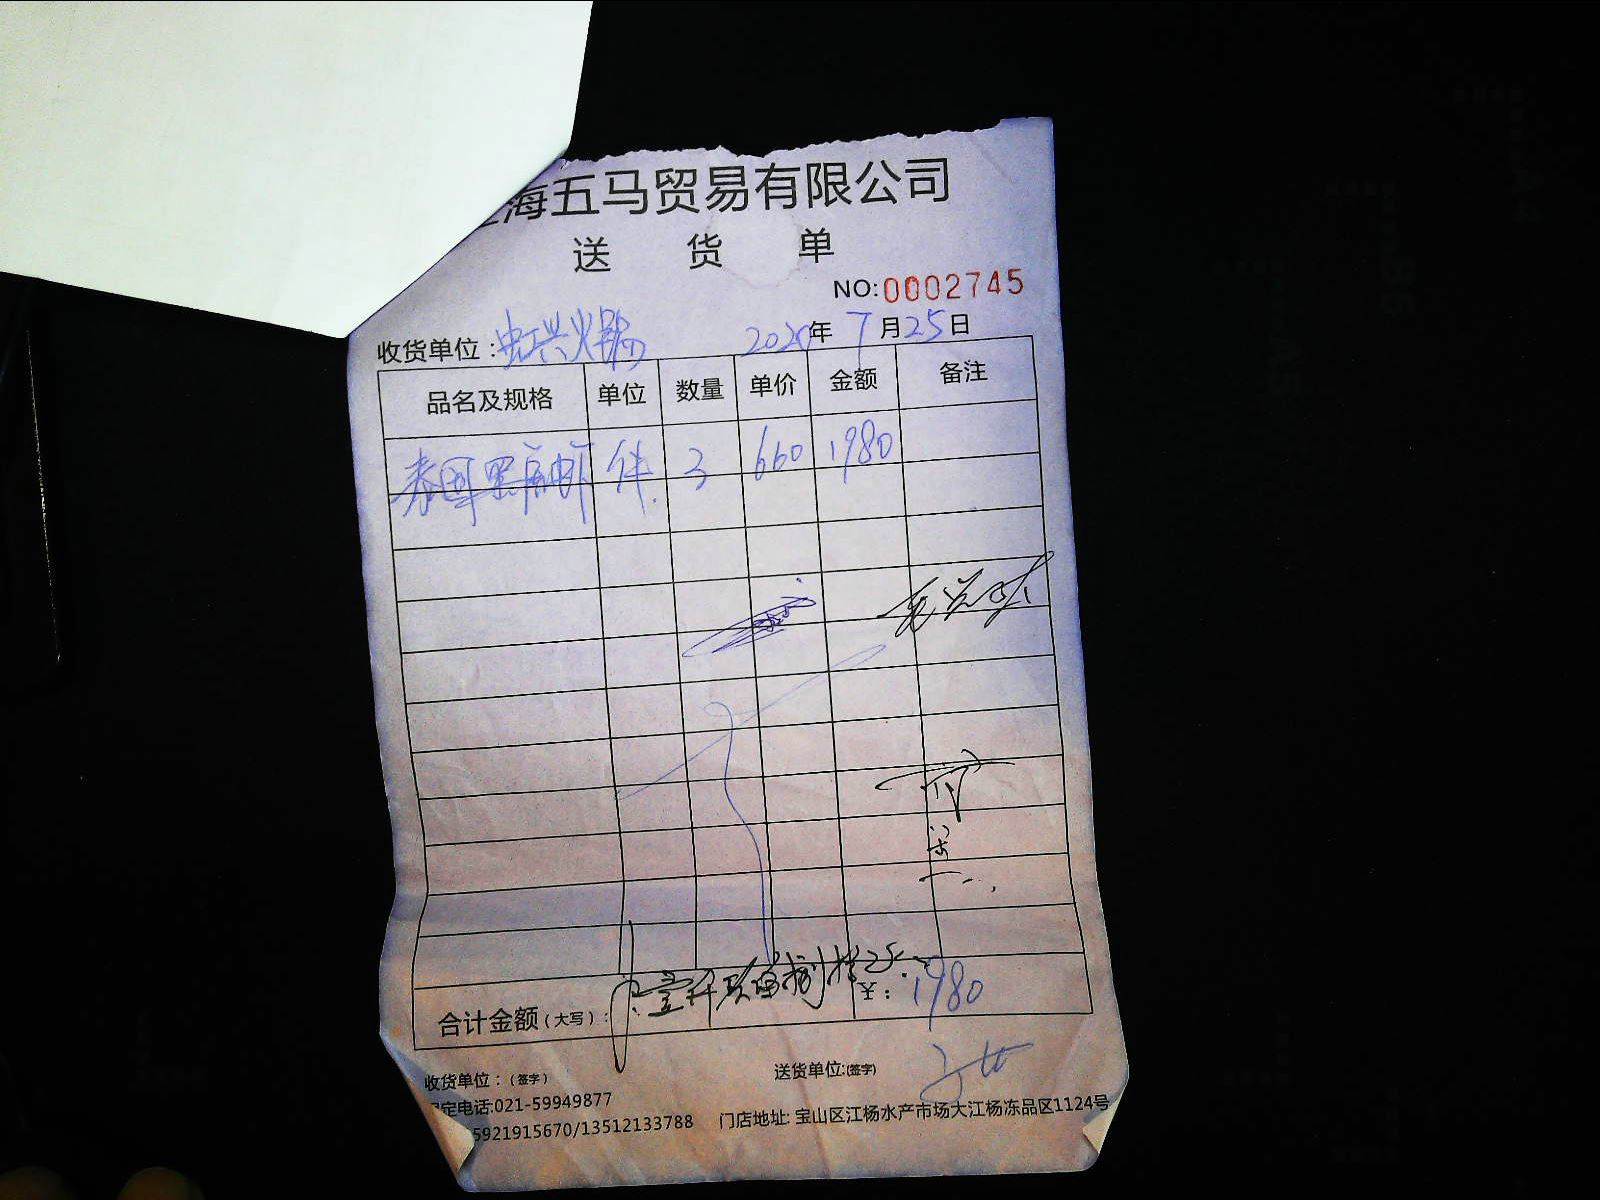 海五马贸易有限公司
送 货 单
NO:0002745
收货单位: 虹兴火锅 2020年7月25日
品名及规格 单位 数量 单价 金额 备注
泰国黑虎虾 件 3 660 1980
合计金额(大写): 壹仟玖佰捌拾元 1980
收货单位:(签字) 送货单位:(签字)
定电话:021-59949877
5921915670/13512133788 门店地址: 宝山区江杨水产市场大江杨冻品区1124号